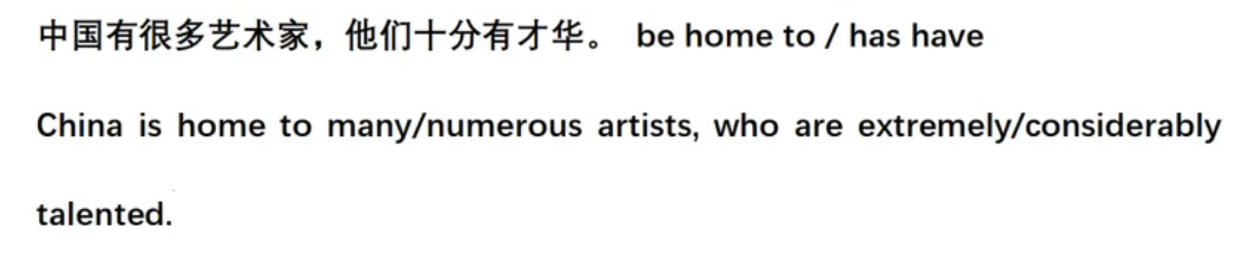 中国有很多艺术家，他们十分有才华。 be home to / has have
China is home to many/numerous artists, who are extremely/considerably
talented.